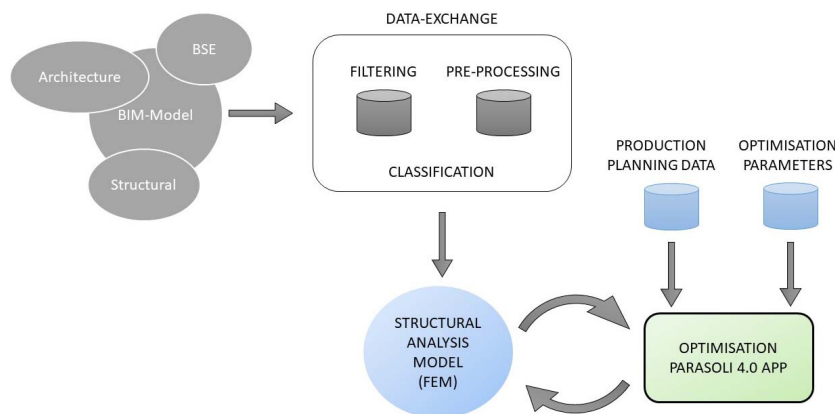 DATA-EXCHANGE
BSE
Architecture
BIM-Model
Structural
FILTERING
PRE-PROCESSING
CLASSIFICATION
PRODUCTION
PLANNING DATA
OPTIMISATION
PARAMETERS
STRUCTURAL
ANALYSIS
MODEL
(FEM)
OPTIMISATION
PARASOLI 4.0 APP